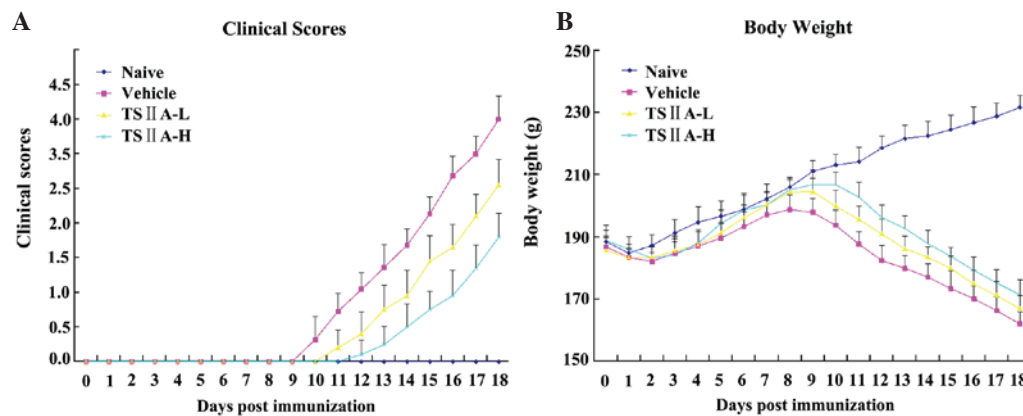 A
Clinical Scores
Naive
Vehicle
TS II A-L
TS II A-H
Clinical scores
4.5
4.0
3.5
3.0
2.5
2.0
1.5
1.0
0.5
0.0
0 1 2 3 4 5 6 7 8 9 10 11 12 13 14 15 16 17 18
Days post immunization
B
Body Weight
Naive
Vehicle
TS II A-L
TS II A-H
Body weight (g)
250
230
210
190
170
150
0 1 2 3 4 5 6 7 8 9 10 11 12 13 14 15 16 17 18
Days post immunization